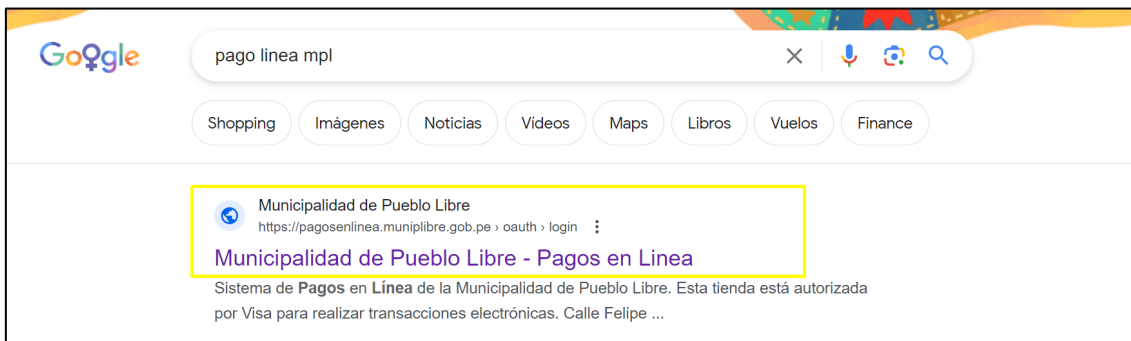 Google
pago linea mpl
Shopping
Imágenes
Noticias
Vídeos
Maps
Libros
Vuelos
Finance
Municipalidad de Pueblo Libre
https://pagosenlinea.muniplibre.gob.pe › oauth › login
Municipalidad de Pueblo Libre - Pagos en Linea
Sistema de Pagos en Línea de la Municipalidad de Pueblo Libre. Esta tienda está autorizada
por Visa para realizar transacciones electrónicas. Calle Felipe ...